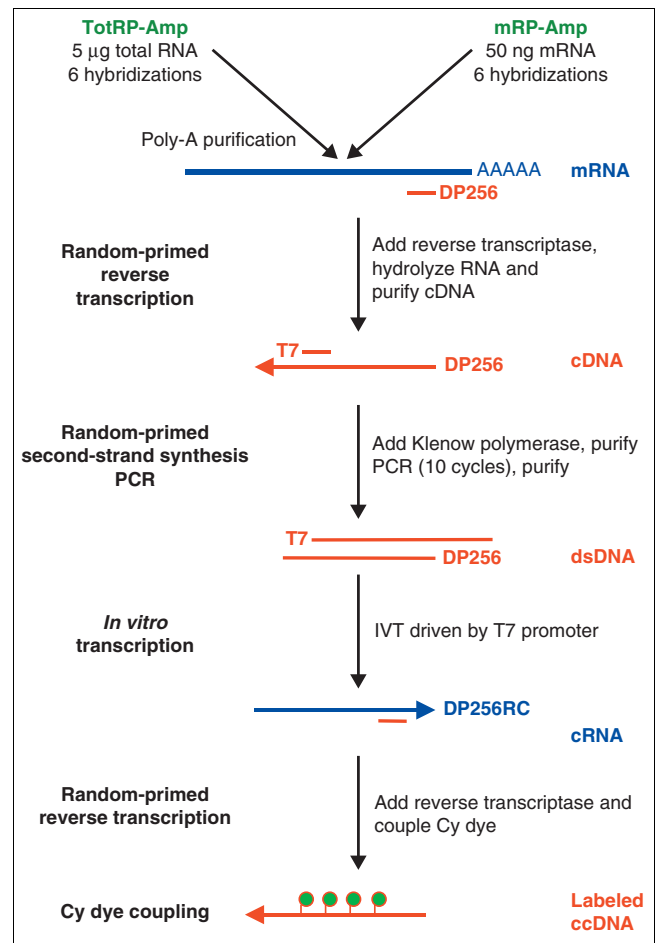 TotRP-Amp
5 μg total RNA
6 hybridizations
mRP-Amp
50 ng mRNA
6 hybridizations
Poly-A purification
AAAAA
mRNA
DP256
Random-primed
reverse
transcription
Add reverse transcriptase,
hydrolyze RNA and
purify cDNA
T7
DP256
cDNA
Random-primed
second-strand synthesis
PCR
Add Klenow polymerase, purify
PCR (10 cycles), purify
T7
DP256
dsDNA
In vitro
transcription
IVT driven by T7 promoter
DP256RC
cRNA
Random-primed
reverse transcription
Add reverse transcriptase and
couple Cy dye
Cy dye coupling
Labeled
ccDNA